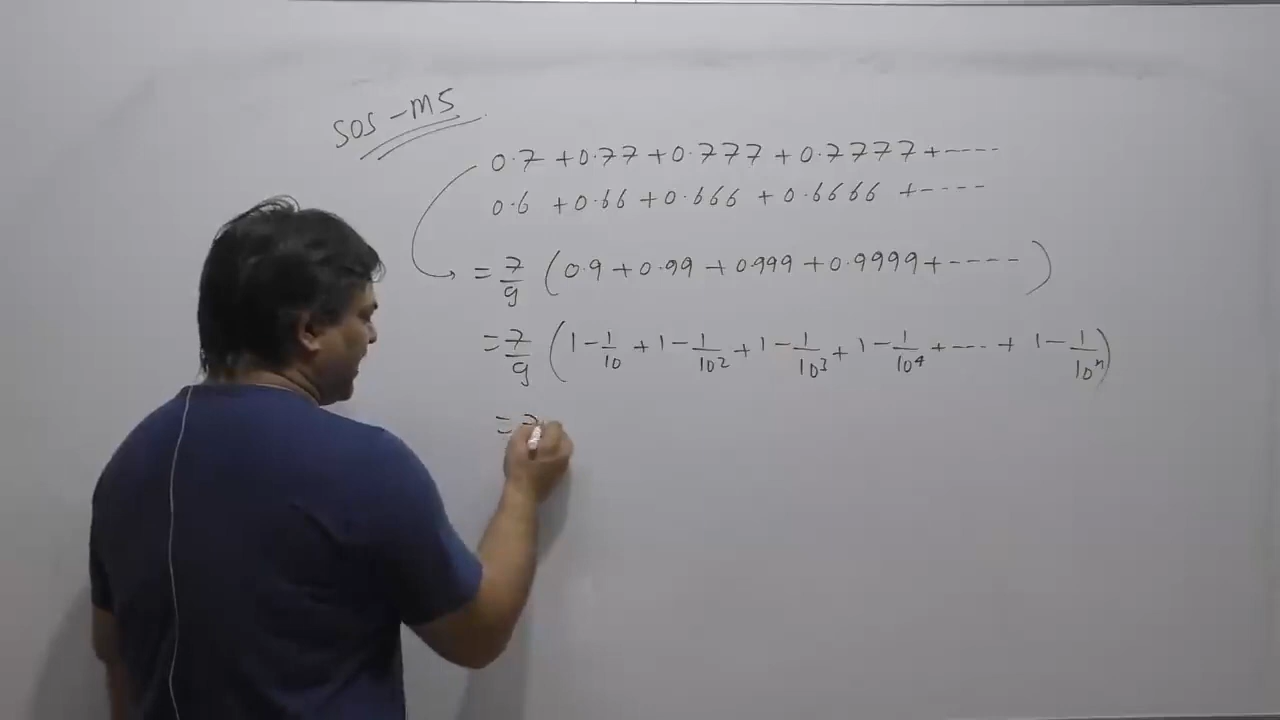 SOS - M5
0.7 + 0.77 + 0.777 + 0.7777 + ----
0.6 + 0.66 + 0.666 + 0.6666 + ----
= 7/9 (0.9 + 0.99 + 0.999 + 0.9999 + ----)
= 7/9 (1 - 1/10 + 1 - 1/10² + 1 - 1/10³ + 1 - 1/10⁴ + --- + 1 - 1/10ⁿ)
=